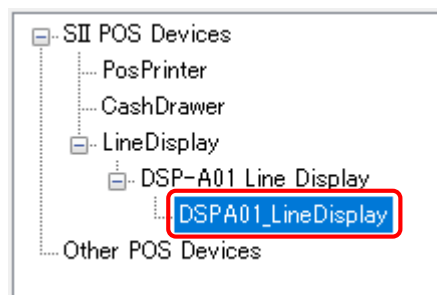 SII POS Devices
PosPrinter
CashDrawer
LineDisplay
DSP-A01 Line Display
DSPA01_LineDisplay
Other POS Devices